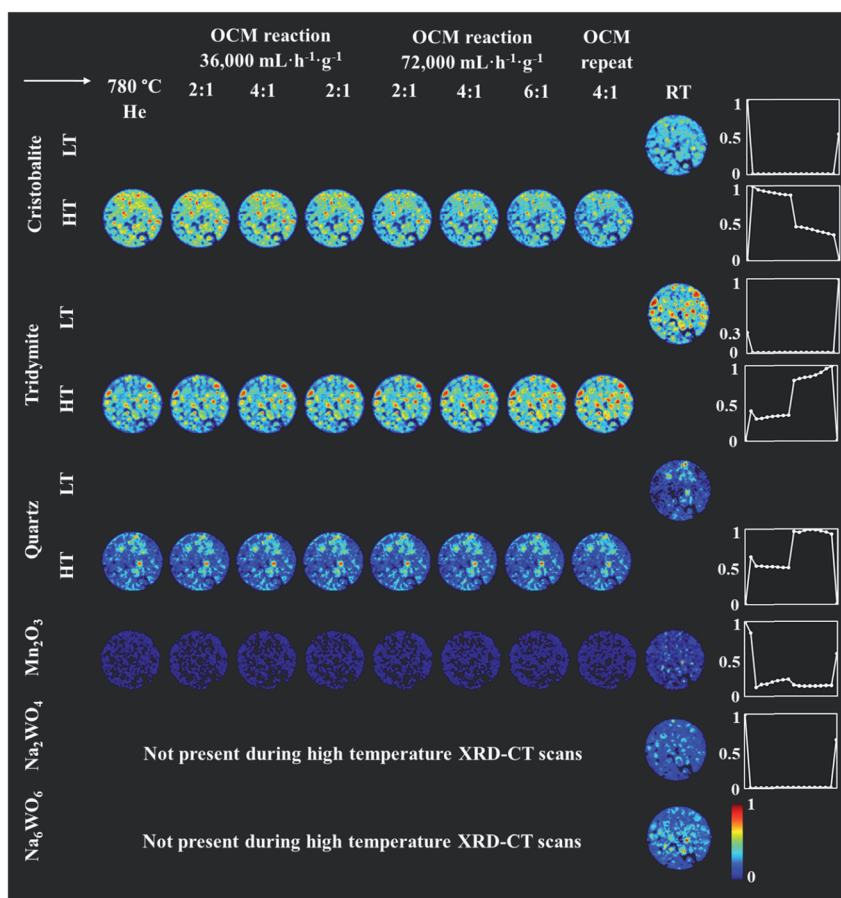 OCM reaction
36,000 mL·h⁻¹·g⁻¹
OCM reaction
72,000 mL·h⁻¹·g⁻¹
OCM
repeat
780 °C
He
2:1
4:1
2:1
2:1
4:1
6:1
4:1
RT
Cristobalite
LT
HT
1
0.5
0
1
0.5
0
Tridymite
LT
HT
1
0.3
0
1
0.5
0
Quartz
LT
HT
1
0.5
0
Mn₂O₃
1
0.5
0
Na₂WO₄
Not present during high temperature XRD-CT scans
1
0.5
0
Na₆WO₆
Not present during high temperature XRD-CT scans
1
0